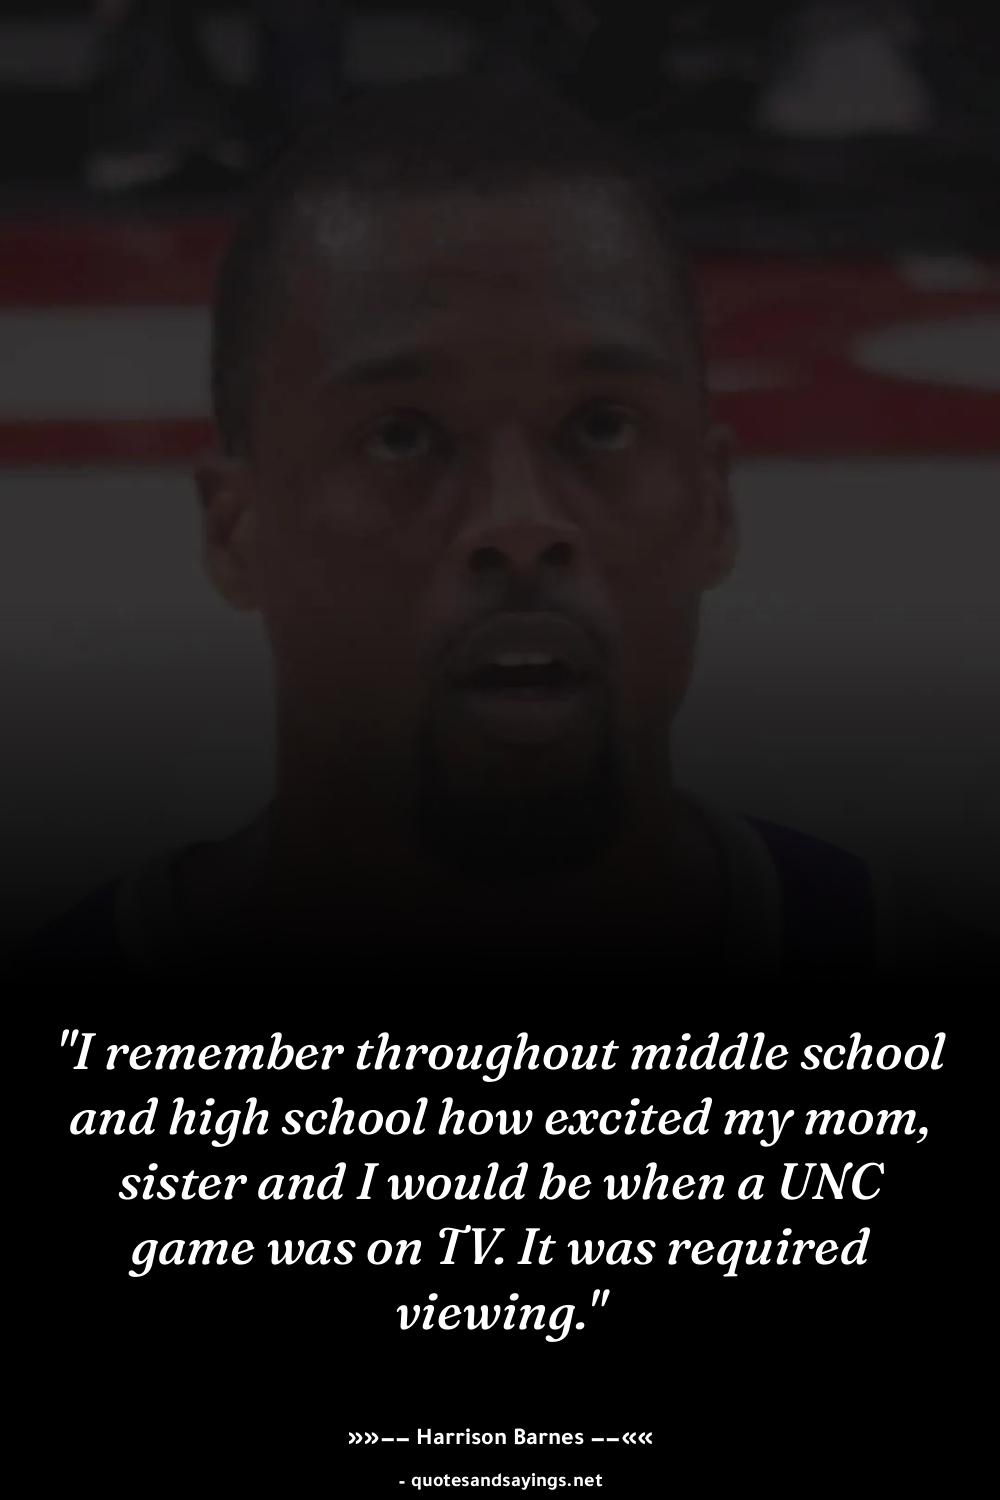 "I remember throughout middle school
and high school how excited my mom,
sister and I would be when a UNC
game was on TV. It was required
viewing."
»»–– Harrison Barnes ––««
- quotesandsayings.net